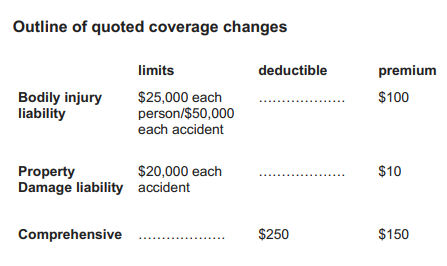 Outline of quoted coverage changes
limits deductible premium
Bodily injury $25,000 each ................... $100
liability person/$50,000
each accident
Property $20,000 each ................... $10
Damage liability accident
Comprehensive ................... $250 $150